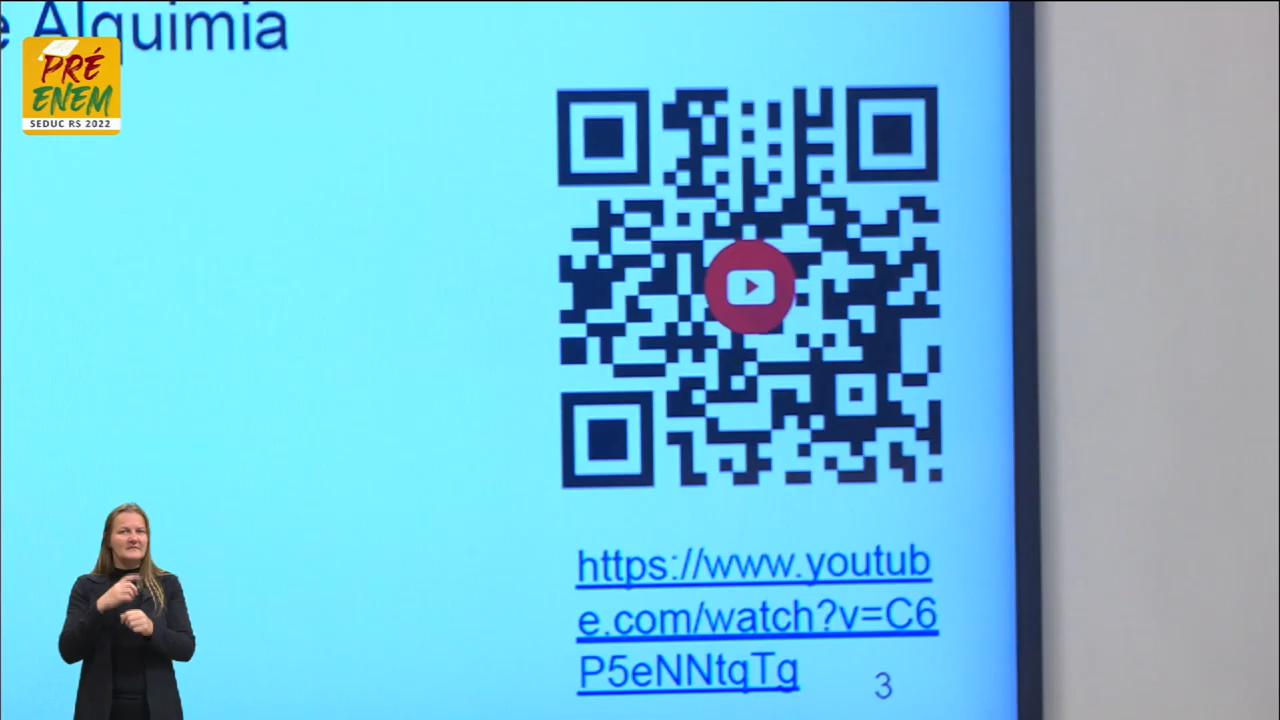 e Alquimia
PRÉ
ENEM
SEDUC RS 2022
https://www.youtub
e.com/watch?v=C6
P5eNNtqTg
3